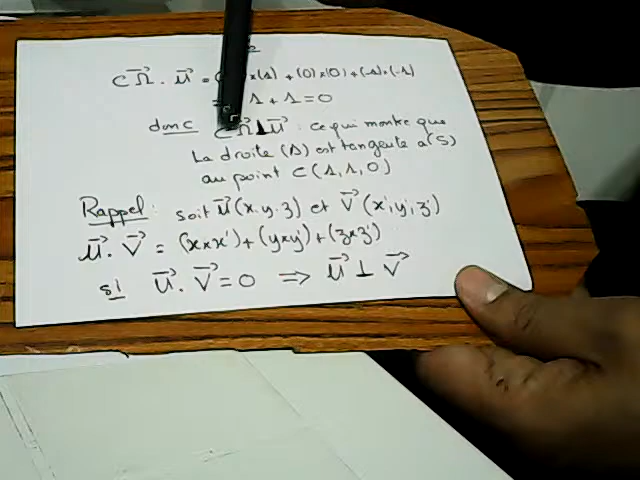 CΩ⃗ . u⃗ = ×(1) + (0)×(0) + (-1)×(-1)
1 + 1 = 0
donc CΩ⃗ ⊥ u⃗ : ce qui montre que
La droite (Δ) est tangente à (S)
au point C(1,1,0)
Rappel : soit u⃗(x.y.z) et V⃗(x',y',z')
u⃗. V⃗ = (x×x')+(y×y')+(z×z')
si u⃗. V⃗ = 0 ⟹ u⃗ ⊥ V⃗